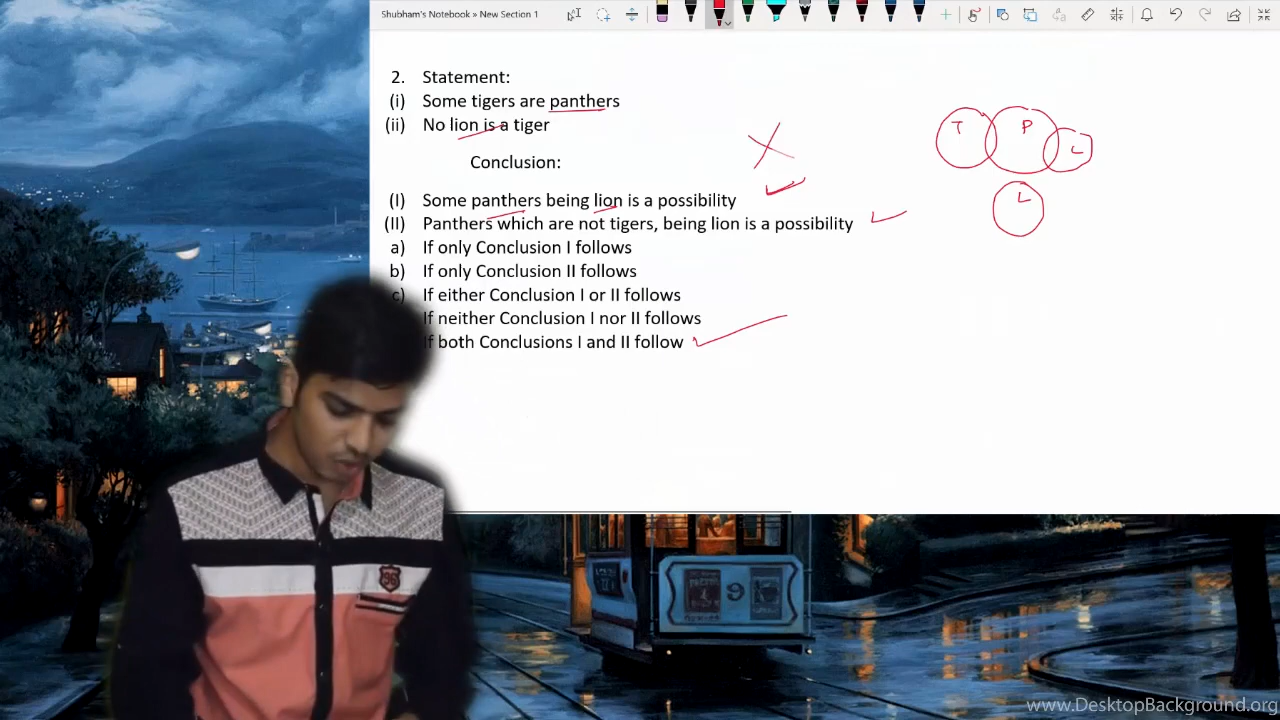 Shubham's Notebook » New Section 1
2. Statement:
(i) Some tigers are panthers
(ii) No lion is a tiger
Conclusion:
(I) Some panthers being lion is a possibility
(II) Panthers which are not tigers, being lion is a possibility
a) If only Conclusion I follows
b) If only Conclusion II follows
c) If either Conclusion I or II follows
If neither Conclusion I nor II follows
If both Conclusions I and II follow
T P L
L
9
www.DesktopBackground.org